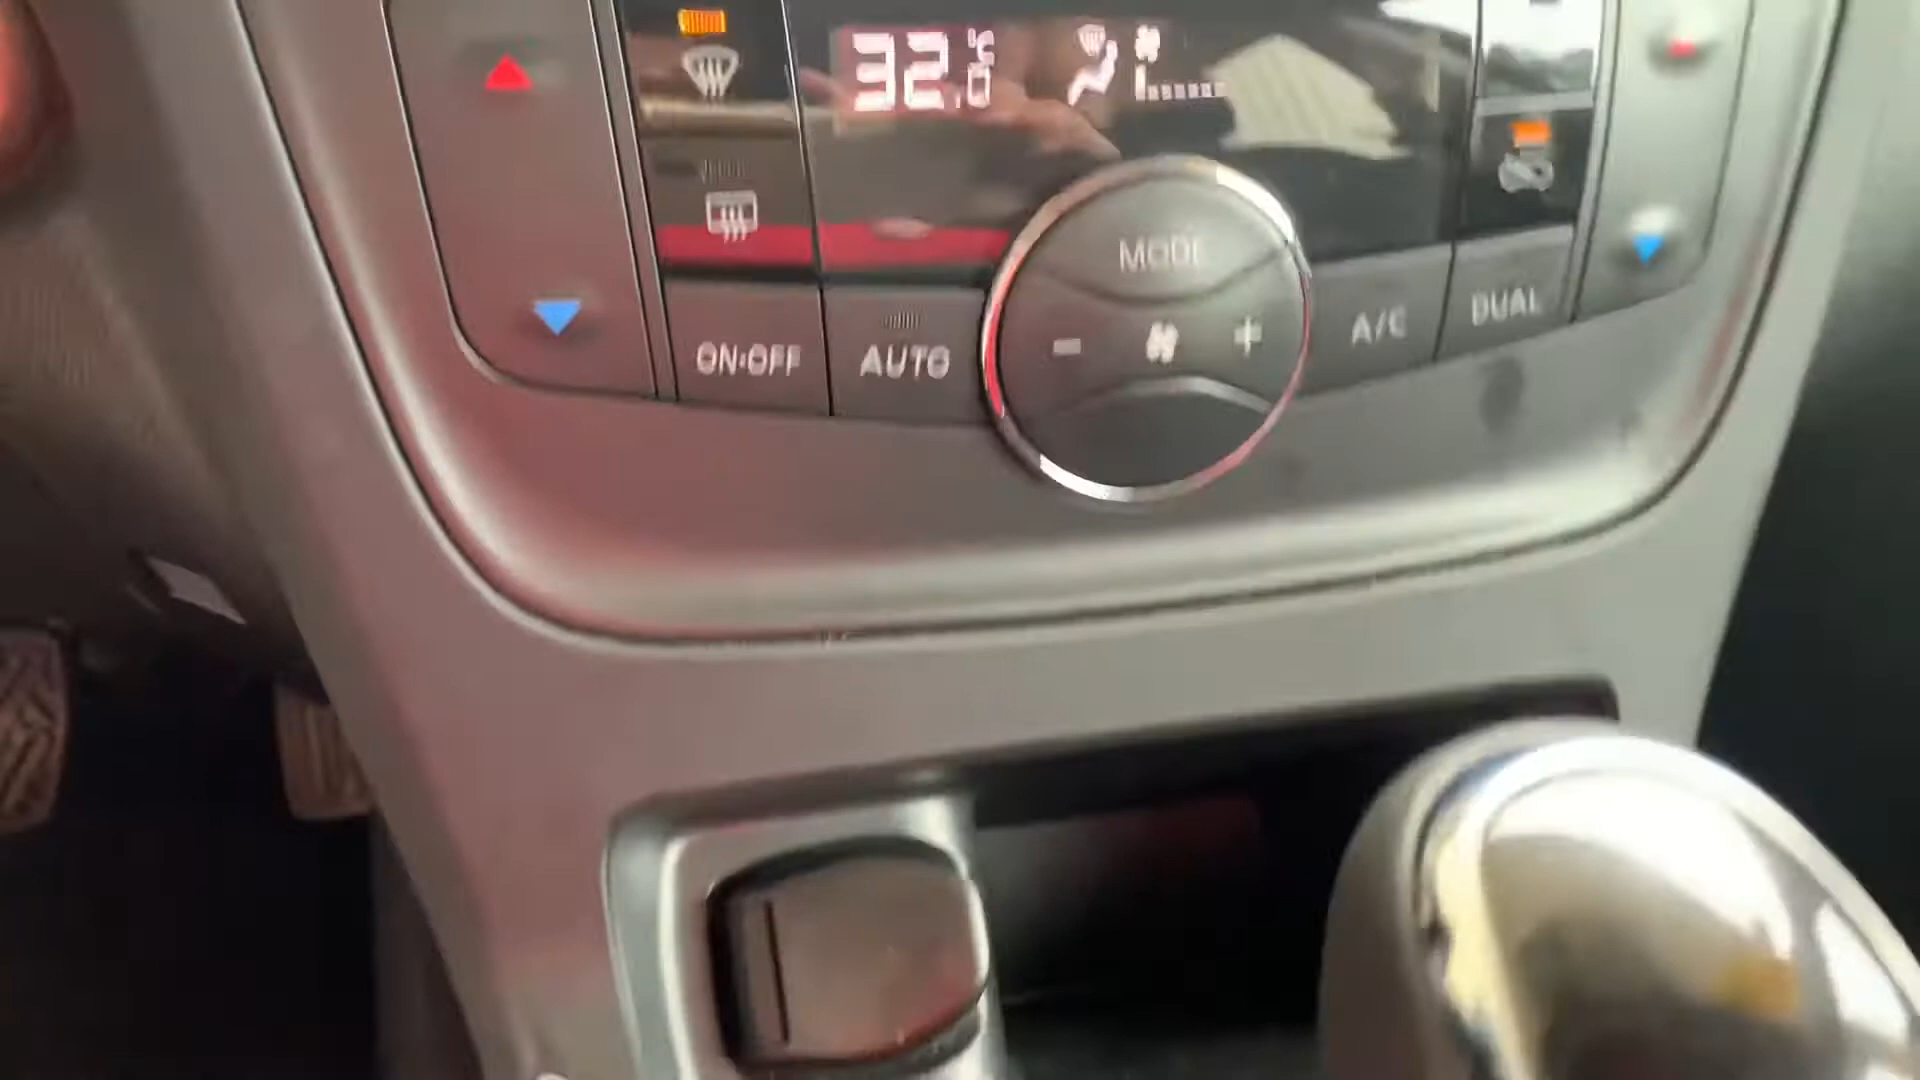 32.0 °C
MODE
ON•OFF
AUTO
- +
A/C
DUAL